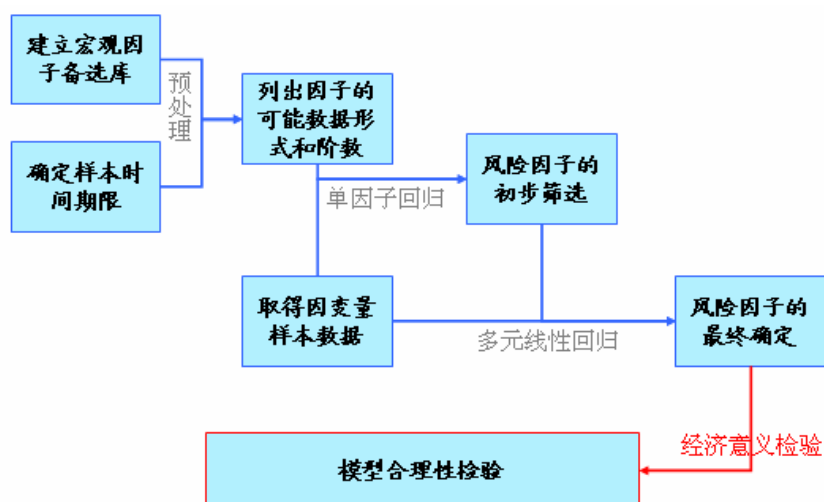 建立宏观因
子备选库
预处理
确定样本时
间期限
列出因子的
可能数据形
式和阶数
单因子回归
风险因子的
初步筛选
取得因变量
样本数据
多元线性回归
风险因子的
最终确定
经济意义检验
模型合理性检验